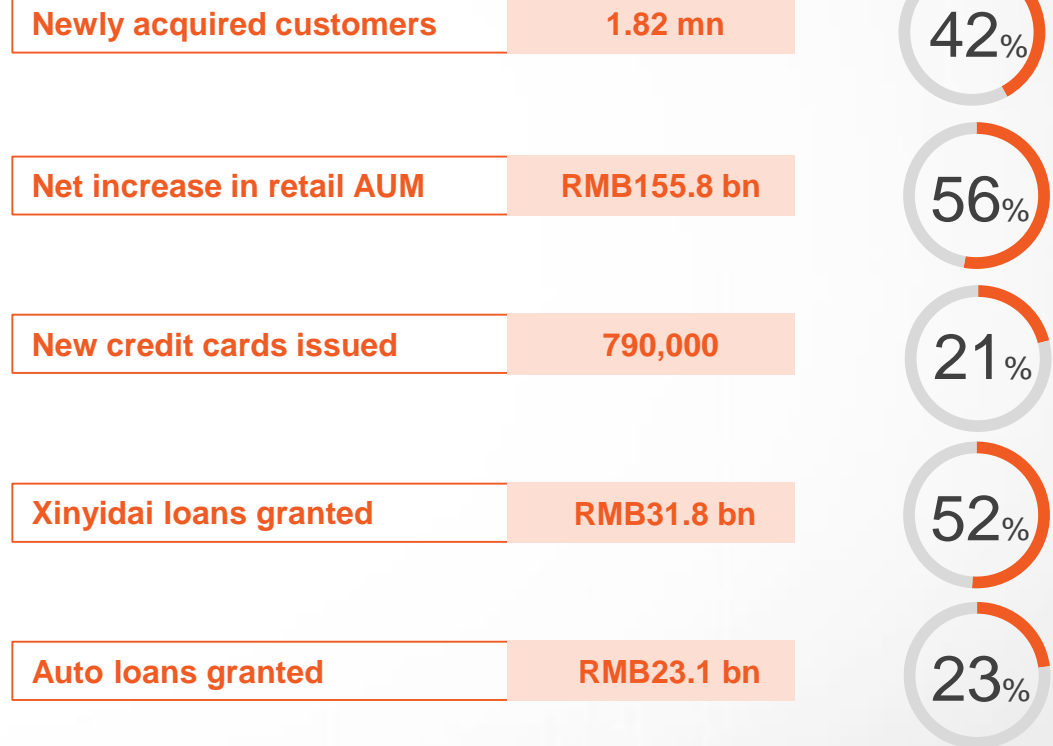 Newly acquired customers 1.82 mn 42%
Net increase in retail AUM RMB155.8 bn 56%
New credit cards issued 790,000 21%
Xinyidai loans granted RMB31.8 bn 52%
Auto loans granted RMB23.1 bn 23%